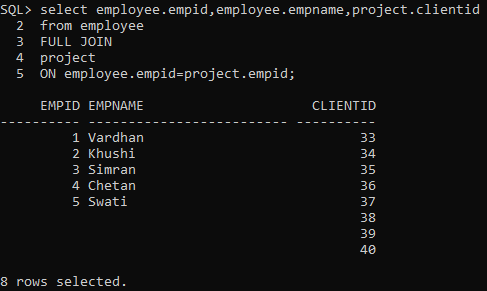 SQL> select employee.empid,employee.empname,project.clientid
  2  from employee
  3  FULL JOIN
  4  project
  5  ON employee.empid=project.empid;

     EMPID EMPNAME                     CLIENTID
---------- ------------------------- ----------
         1 Vardhan                           33
         2 Khushi                            34
         3 Simran                            35
         4 Chetan                            36
         5 Swati                             37
                                             38
                                             39
                                             40

8 rows selected.